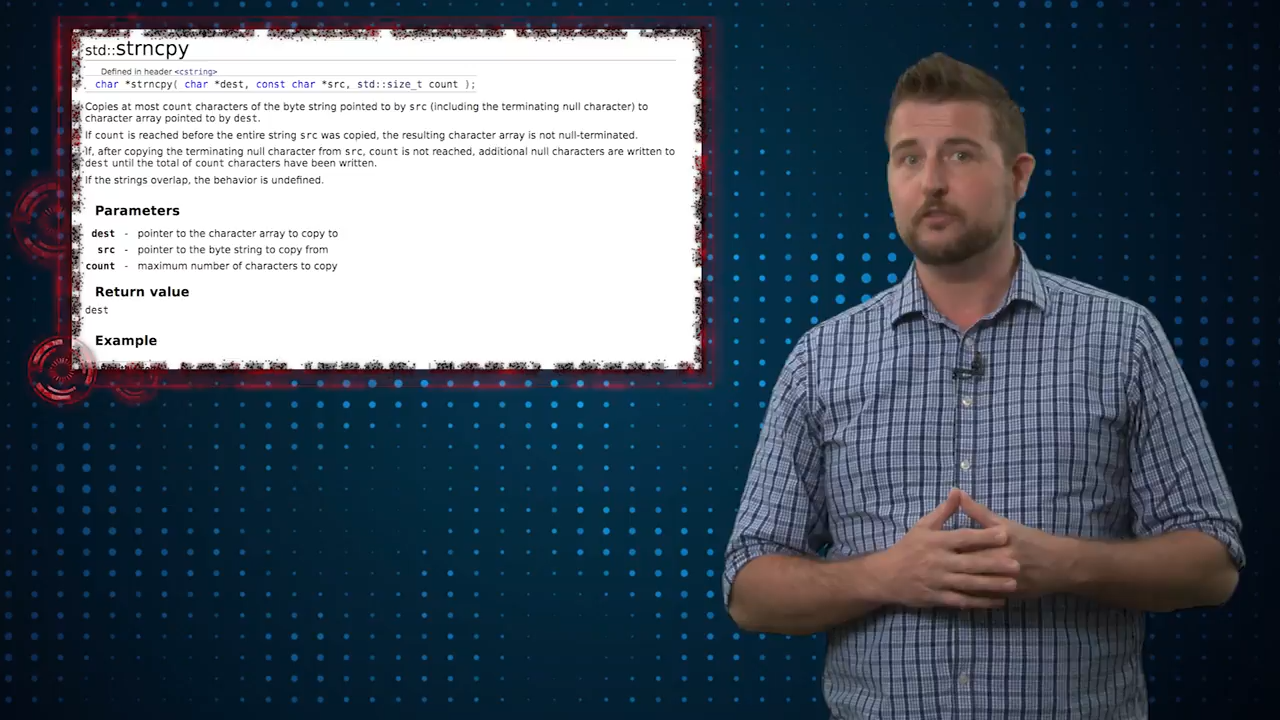 std::strncpy
Defined in header <cstring>
char *strncpy( char *dest, const char *src, std::size_t count );
Copies at most count characters of the byte string pointed to by src (including the terminating null character) to
character array pointed to by dest.
If count is reached before the entire string src was copied, the resulting character array is not null-terminated.
If, after copying the terminating null character from src, count is not reached, additional null characters are written to
dest until the total of count characters have been written.
If the strings overlap, the behavior is undefined.
Parameters
dest - pointer to the character array to copy to
src - pointer to the byte string to copy from
count - maximum number of characters to copy
Return value
dest
Example